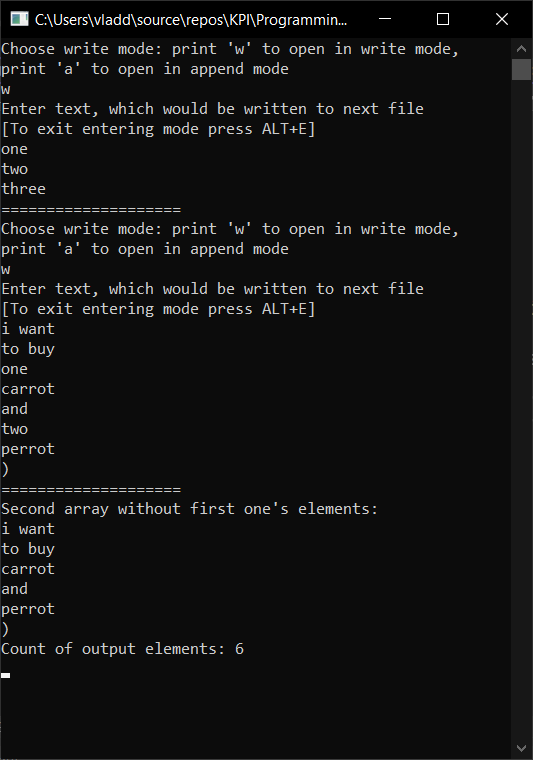 C:\Users\vladd\source\repos\KPI\Programmin...
Choose write mode: print 'w' to open in write mode,
print 'a' to open in append mode
w
Enter text, which would be written to next file
[To exit entering mode press ALT+E]
one
two
three
====================
Choose write mode: print 'w' to open in write mode,
print 'a' to open in append mode
w
Enter text, which would be written to next file
[To exit entering mode press ALT+E]
i want
to buy
one
carrot
and
two
perrot
)
====================
Second array without first one's elements:
i want
to buy
carrot
and
perrot
)
Count of output elements: 6